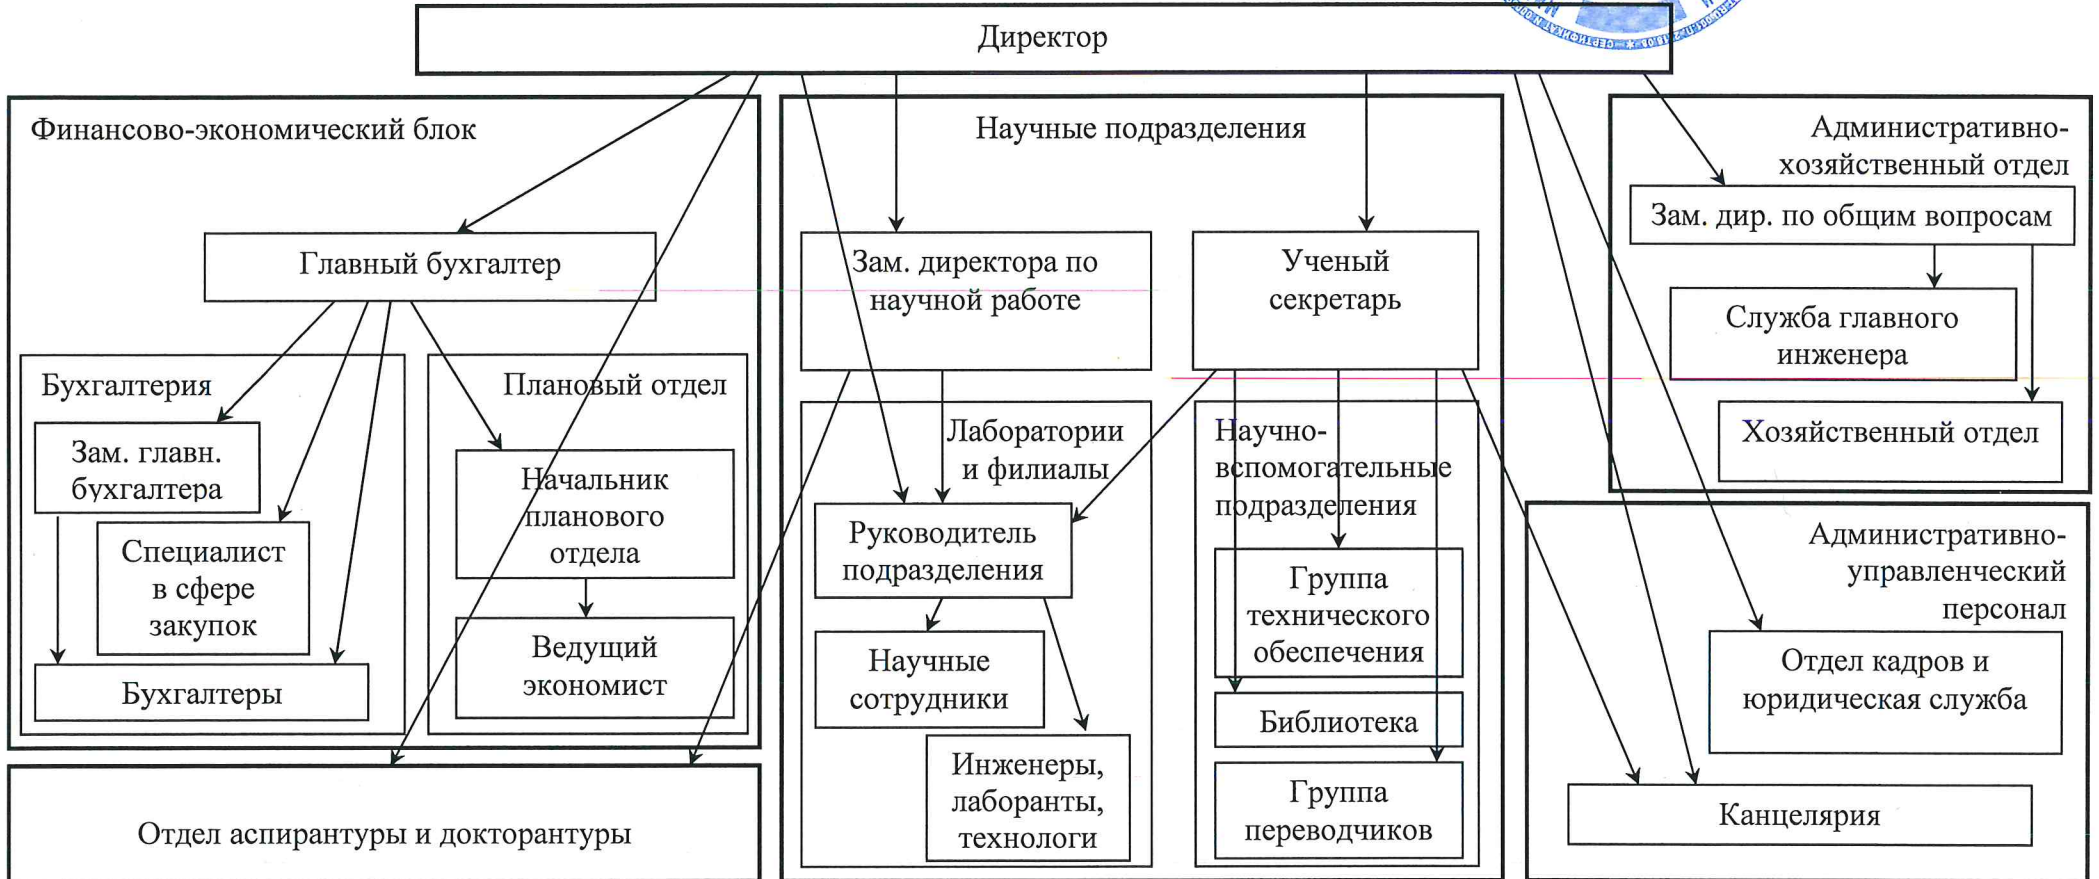 Директор
Финансово-экономический блок
Главный бухгалтер
Бухгалтерия
Зам. главн.
бухгалтера
Специалист
в сфере
закупок
Бухгалтеры
Плановый отдел
Начальник
планового
отдела
Ведущий
экономист
Отдел аспирантуры и докторантуры
Научные подразделения
Зам. директора по
научной работе
Ученый
секретарь
Лаборатории
и филиалы
Руководитель
подразделения
Научные
сотрудники
Инженеры,
лаборанты,
технологи
Научно-
вспомогательные
подразделения
Группа
технического
обеспечения
Библиотека
Группа
переводчиков
Административно-
хозяйственный отдел
Зам. дир. по общим вопросам
Служба главного
инженера
Хозяйственный отдел
Административно-
управленческий
персонал
Отдел кадров и
юридическая служба
Канцелярия